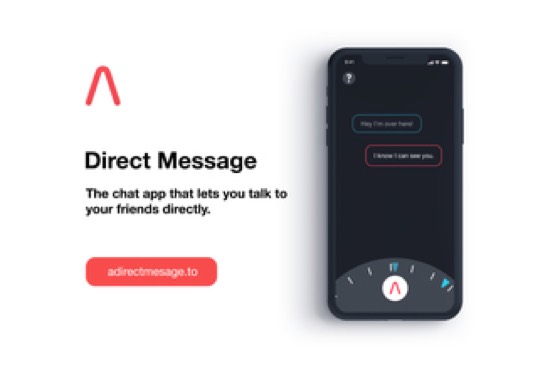 Direct Message
The chat app that lets you talk to
your friends directly.
adirectmesage.to
?
Hey I'm over here!
I know I can see you.